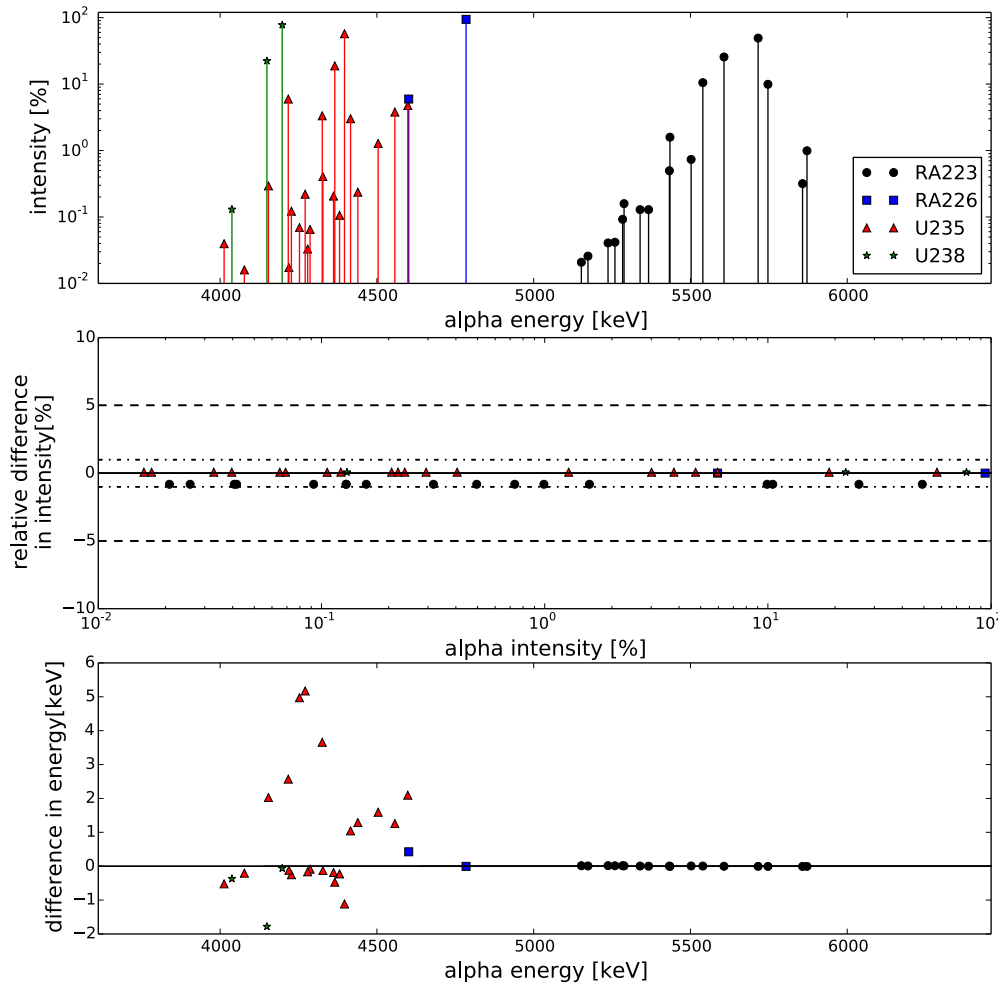 10²
10¹
10⁰
10⁻¹
10⁻²
intensity [%]
4000 4500 5000 5500 6000
alpha energy [keV]
RA223
RA226
U235
U238
10
5
0
−5
−10
relative difference
in intensity[%]
10⁻² 10⁻¹ 10⁰ 10¹ 10²
alpha intensity [%]
6
5
4
3
2
1
0
−1
−2
difference in energy[keV]
4000 4500 5000 5500 6000
alpha energy [keV]